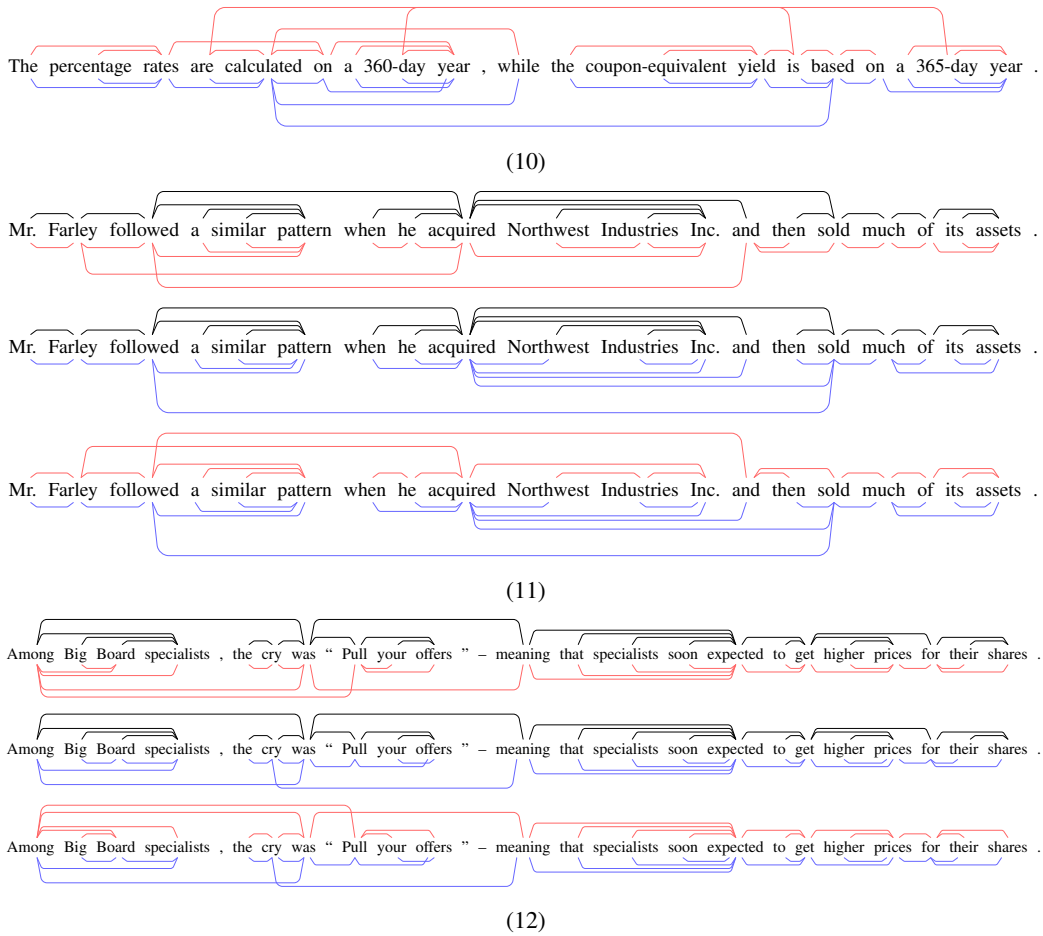 The percentage rates are calculated on a 360-day year , while the coupon-equivalent yield is based on a 365-day year .
(10)
Mr. Farley followed a similar pattern when he acquired Northwest Industries Inc. and then sold much of its assets .
Mr. Farley followed a similar pattern when he acquired Northwest Industries Inc. and then sold much of its assets .
Mr. Farley followed a similar pattern when he acquired Northwest Industries Inc. and then sold much of its assets .
(11)
Among Big Board specialists , the cry was “ Pull your offers ” – meaning that specialists soon expected to get higher prices for their shares .
Among Big Board specialists , the cry was “ Pull your offers ” – meaning that specialists soon expected to get higher prices for their shares .
Among Big Board specialists , the cry was “ Pull your offers ” – meaning that specialists soon expected to get higher prices for their shares .
(12)